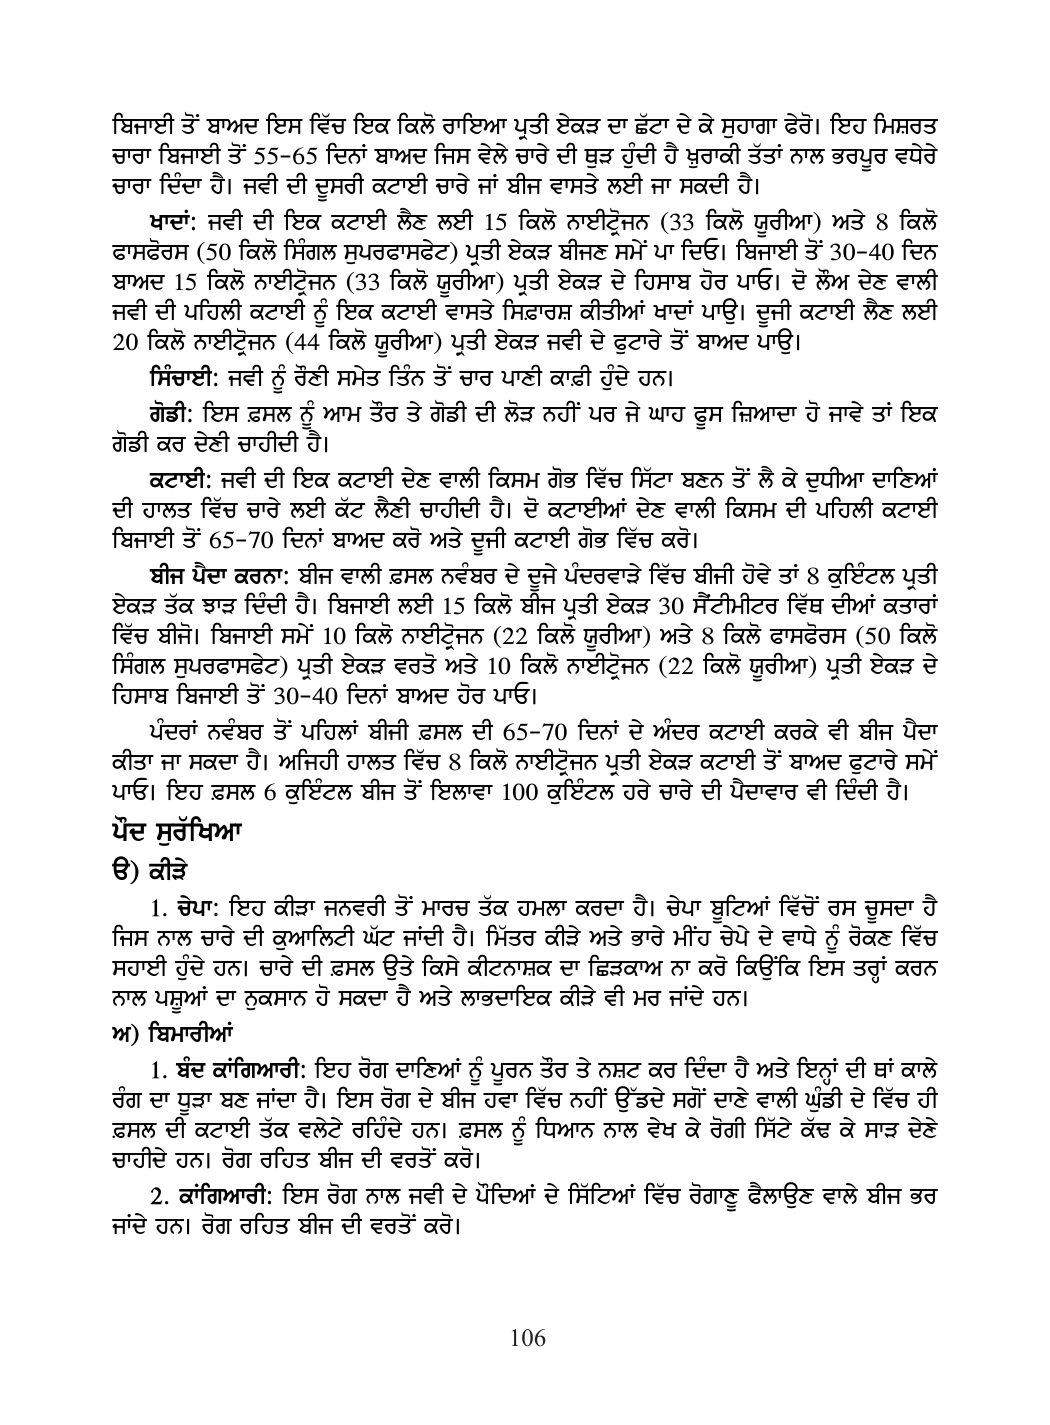 ਬਿਜਾਈ ਤੋਂ ਬਾਅਦ ਇਸ ਵਿੱਚ ਇਕ ਕਿਲੋ ਰਾਇਆ ਪ੍ਰਤੀ ਏਕੜ ਦਾ ਛੱਟਾ ਦੇ ਕੇ ਸੁਹਾਗਾ ਫੇਰੋ। ਇਹ ਮਿਸ਼ਰਤ
ਚਾਰਾ ਬਿਜਾਈ ਤੋਂ 55-65 ਦਿਨਾਂ ਬਾਅਦ ਜਿਸ ਵੇਲੇ ਚਾਰੇ ਦੀ ਥੁੜ ਹੁੰਦੀ ਹੈ ਖ਼ੁਰਾਕੀ ਤੱਤਾਂ ਨਾਲ ਭਰਪੂਰ ਵਧੇਰੇ
ਚਾਰਾ ਦਿੰਦਾ ਹੈ। ਜਵੀ ਦੀ ਦੂਸਰੀ ਕਟਾਈ ਚਾਰੇ ਜਾਂ ਬੀਜ ਵਾਸਤੇ ਲਈ ਜਾ ਸਕਦੀ ਹੈ।
ਖਾਦਾਂ: ਜਵੀ ਦੀ ਇਕ ਕਟਾਈ ਲੈਣ ਲਈ 15 ਕਿਲੋ ਨਾਈਟ੍ਰੋਜਨ (33 ਕਿਲੋ ਯੂਰੀਆ) ਅਤੇ 8 ਕਿਲੋ
ਫਾਸਫੋਰਸ (50 ਕਿਲੋ ਸਿੰਗਲ ਸੁਪਰਫਾਸਫੇਟ) ਪ੍ਰਤੀ ਏਕੜ ਬੀਜਣ ਸਮੇਂ ਪਾ ਦਿਓ। ਬਿਜਾਈ ਤੋਂ 30-40 ਦਿਨ
ਬਾਅਦ 15 ਕਿਲੋ ਨਾਈਟ੍ਰੋਜਨ (33 ਕਿਲੋ ਯੂਰੀਆ) ਪ੍ਰਤੀ ਏਕੜ ਦੇ ਹਿਸਾਬ ਹੋਰ ਪਾਓ। ਦੋ ਲੌਅ ਦੇਣ ਵਾਲੀ
ਜਵੀ ਦੀ ਪਹਿਲੀ ਕਟਾਈ ਨੂੰ ਇਕ ਕਟਾਈ ਵਾਸਤੇ ਸਿਫ਼ਾਰਸ਼ ਕੀਤੀਆਂ ਖਾਦਾਂ ਪਾਉ। ਦੂਜੀ ਕਟਾਈ ਲੈਣ ਲਈ
20 ਕਿਲੋ ਨਾਈਟ੍ਰੋਜਨ (44 ਕਿਲੋ ਯੂਰੀਆ) ਪ੍ਰਤੀ ਏਕੜ ਜਵੀ ਦੇ ਫੁਟਾਰੇ ਤੋਂ ਬਾਅਦ ਪਾਉ।
ਸਿੰਚਾਈ: ਜਵੀ ਨੂੰ ਰੌਣੀ ਸਮੇਤ ਤਿੰਨ ਤੋਂ ਚਾਰ ਪਾਣੀ ਕਾਫ਼ੀ ਹੁੰਦੇ ਹਨ।
ਗੋਡੀ: ਇਸ ਫ਼ਸਲ ਨੂੰ ਆਮ ਤੌਰ ਤੇ ਗੋਡੀ ਦੀ ਲੋੜ ਨਹੀਂ ਪਰ ਜੇ ਘਾਹ ਫੂਸ ਜ਼ਿਆਦਾ ਹੋ ਜਾਵੇ ਤਾਂ ਇਕ
ਗੋਡੀ ਕਰ ਦੇਣੀ ਚਾਹੀਦੀ ਹੈ।
ਕਟਾਈ: ਜਵੀ ਦੀ ਇਕ ਕਟਾਈ ਦੇਣ ਵਾਲੀ ਕਿਸਮ ਗੋਭ ਵਿੱਚ ਸਿੱਟਾ ਬਣਨ ਤੋਂ ਲੈ ਕੇ ਦੁਧੀਆ ਦਾਣਿਆਂ
ਦੀ ਹਾਲਤ ਵਿੱਚ ਚਾਰੇ ਲਈ ਕੱਟ ਲੈਣੀ ਚਾਹੀਦੀ ਹੈ। ਦੋ ਕਟਾਈਆਂ ਦੇਣ ਵਾਲੀ ਕਿਸਮ ਦੀ ਪਹਿਲੀ ਕਟਾਈ
ਬਿਜਾਈ ਤੋਂ 65-70 ਦਿਨਾਂ ਬਾਅਦ ਕਰੋ ਅਤੇ ਦੂਜੀ ਕਟਾਈ ਗੋਭ ਵਿੱਚ ਕਰੋ।
ਬੀਜ ਪੈਦਾ ਕਰਨਾ: ਬੀਜ ਵਾਲੀ ਫ਼ਸਲ ਨਵੰਬਰ ਦੇ ਦੂਜੇ ਪੰਦਰਵਾੜੇ ਵਿੱਚ ਬੀਜੀ ਹੋਵੇ ਤਾਂ 8 ਕੁਇੰਟਲ ਪ੍ਰਤੀ
ਏਕੜ ਤੱਕ ਝਾੜ ਦਿੰਦੀ ਹੈ। ਬਿਜਾਈ ਲਈ 15 ਕਿਲੋ ਬੀਜ ਪ੍ਰਤੀ ਏਕੜ 30 ਸੈਂਟੀਮੀਟਰ ਵਿੱਥ ਦੀਆਂ ਕਤਾਰਾਂ
ਵਿੱਚ ਬੀਜੋ। ਬਿਜਾਈ ਸਮੇਂ 10 ਕਿਲੋ ਨਾਈਟ੍ਰੋਜਨ (22 ਕਿਲੋ ਯੂਰੀਆ) ਅਤੇ 8 ਕਿਲੋ ਫਾਸਫੋਰਸ (50 ਕਿਲੋ
ਸਿੰਗਲ ਸੁਪਰਫਾਸਫੇਟ) ਪ੍ਰਤੀ ਏਕੜ ਵਰਤੋ ਅਤੇ 10 ਕਿਲੋ ਨਾਈਟ੍ਰੋਜਨ (22 ਕਿਲੋ ਯੂਰੀਆ) ਪ੍ਰਤੀ ਏਕੜ ਦੇ
ਹਿਸਾਬ ਬਿਜਾਈ ਤੋਂ 30-40 ਦਿਨਾਂ ਬਾਅਦ ਹੋਰ ਪਾਓ।
ਪੰਦਰਾਂ ਨਵੰਬਰ ਤੋਂ ਪਹਿਲਾਂ ਬੀਜੀ ਫ਼ਸਲ ਦੀ 65-70 ਦਿਨਾਂ ਦੇ ਅੰਦਰ ਕਟਾਈ ਕਰਕੇ ਵੀ ਬੀਜ ਪੈਦਾ
ਕੀਤਾ ਜਾ ਸਕਦਾ ਹੈ। ਅਜਿਹੀ ਹਾਲਤ ਵਿੱਚ 8 ਕਿਲੋ ਨਾਈਟ੍ਰੋਜਨ ਪ੍ਰਤੀ ਏਕੜ ਕਟਾਈ ਤੋਂ ਬਾਅਦ ਫੁਟਾਰੇ ਸਮੇਂ
ਪਾਓ। ਇਹ ਫ਼ਸਲ 6 ਕੁਇੰਟਲ ਬੀਜ ਤੋਂ ਇਲਾਵਾ 100 ਕੁਇੰਟਲ ਹਰੇ ਚਾਰੇ ਦੀ ਪੈਦਾਵਾਰ ਵੀ ਦਿੰਦੀ ਹੈ।
ਪੌਦ ਸੁਰੱਖਿਆ
ੳ) ਕੀੜੇ
1. ਚੇਪਾ: ਇਹ ਕੀੜਾ ਜਨਵਰੀ ਤੋਂ ਮਾਰਚ ਤੱਕ ਹਮਲਾ ਕਰਦਾ ਹੈ। ਚੇਪਾ ਬੂਟਿਆਂ ਵਿੱਚੋਂ ਰਸ ਚੂਸਦਾ ਹੈ
ਜਿਸ ਨਾਲ ਚਾਰੇ ਦੀ ਕੁਆਲਿਟੀ ਘੱਟ ਜਾਂਦੀ ਹੈ। ਮਿੱਤਰ ਕੀੜੇ ਅਤੇ ਭਾਰੇ ਮੀਂਹ ਚੇਪੇ ਦੇ ਵਾਧੇ ਨੂੰ ਰੋਕਣ ਵਿੱਚ
ਸਹਾਈ ਹੁੰਦੇ ਹਨ। ਚਾਰੇ ਦੀ ਫ਼ਸਲ ਉਤੇ ਕਿਸੇ ਕੀਟਨਾਸ਼ਕ ਦਾ ਛਿੜਕਾਅ ਨਾ ਕਰੋ ਕਿਉਂਕਿ ਇਸ ਤਰ੍ਹਾਂ ਕਰਨ
ਨਾਲ ਪਸ਼ੂਆਂ ਦਾ ਨੁਕਸਾਨ ਹੋ ਸਕਦਾ ਹੈ ਅਤੇ ਲਾਭਦਾਇਕ ਕੀੜੇ ਵੀ ਮਰ ਜਾਂਦੇ ਹਨ।
ਅ) ਬਿਮਾਰੀਆਂ
1. ਬੰਦ ਕਾਂਗਿਆਰੀ: ਇਹ ਰੋਗ ਦਾਣਿਆਂ ਨੂੰ ਪੂਰਨ ਤੌਰ ਤੇ ਨਸ਼ਟ ਕਰ ਦਿੰਦਾ ਹੈ ਅਤੇ ਇਨ੍ਹਾਂ ਦੀ ਥਾਂ ਕਾਲੇ
ਰੰਗ ਦਾ ਧੂੜਾ ਬਣ ਜਾਂਦਾ ਹੈ। ਇਸ ਰੋਗ ਦੇ ਬੀਜ ਹਵਾ ਵਿੱਚ ਨਹੀਂ ਉੱਡਦੇ ਸਗੋਂ ਦਾਣੇ ਵਾਲੀ ਘੁੰਡੀ ਦੇ ਵਿੱਚ ਹੀ
ਫ਼ਸਲ ਦੀ ਕਟਾਈ ਤੱਕ ਵਲੇਟੇ ਰਹਿੰਦੇ ਹਨ। ਫ਼ਸਲ ਨੂੰ ਧਿਆਨ ਨਾਲ ਵੇਖ ਕੇ ਰੋਗੀ ਸਿੱਟੇ ਕੱਢ ਕੇ ਸਾੜ ਦੇਣੇ
ਚਾਹੀਦੇ ਹਨ। ਰੋਗ ਰਹਿਤ ਬੀਜ ਦੀ ਵਰਤੋਂ ਕਰੋ।
2. ਕਾਂਗਿਆਰੀ: ਇਸ ਰੋਗ ਨਾਲ ਜਵੀ ਦੇ ਪੌਦਿਆਂ ਦੇ ਸਿੱਟਿਆਂ ਵਿੱਚ ਰੋਗਾਣੂ ਫੈਲਾਉਣ ਵਾਲੇ ਬੀਜ ਭਰ
ਜਾਂਦੇ ਹਨ। ਰੋਗ ਰਹਿਤ ਬੀਜ ਦੀ ਵਰਤੋਂ ਕਰੋ।
106